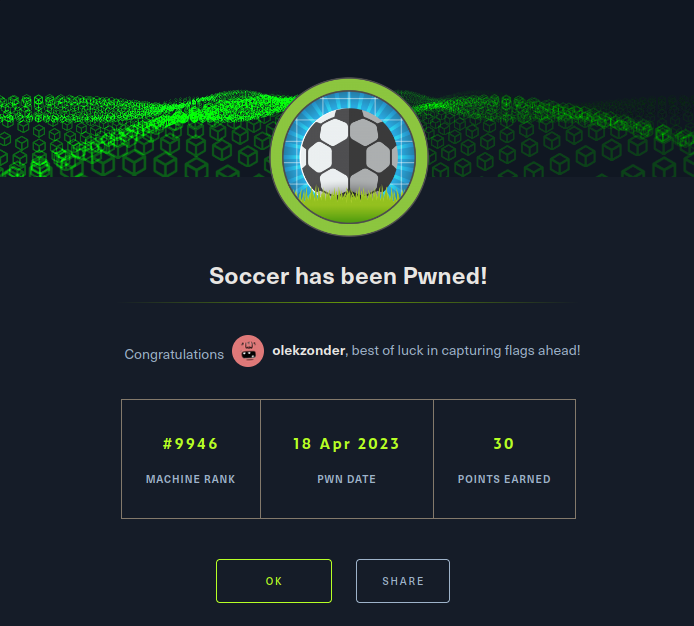 Soccer has been Pwned!
Congratulations olekzonder, best of luck in capturing flags ahead!
#9946 18 Apr 2023 30
MACHINE RANK PWN DATE POINTS EARNED
OK SHARE